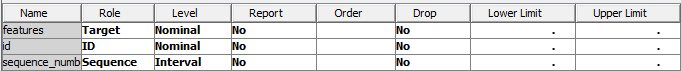 Name Role Level Report Order Drop Lower Limit Upper Limit
features Target Nominal No No . .
id ID Nominal No No . .
sequence_numb Sequence Interval No No . .